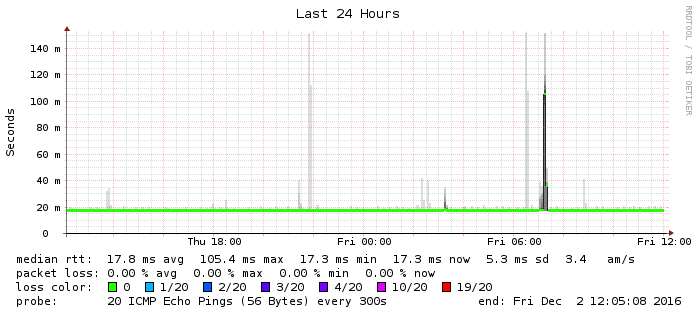 Last 24 Hours
RRDTOOL / TOBI OETIKER
Seconds
140 m
120 m
100 m
80 m
60 m
40 m
20 m
0
Thu 18:00 Fri 00:00 Fri 06:00 Fri 12:00
median rtt: 17.8 ms avg 105.4 ms max 17.3 ms min 17.3 ms now 5.3 ms sd 3.4 am/s
packet loss: 0.00 % avg 0.00 % max 0.00 % min 0.00 % now
loss color: 0 1/20 2/20 3/20 4/20 10/20 19/20
probe: 20 ICMP Echo Pings (56 Bytes) every 300s end: Fri Dec 2 12:05:08 2016